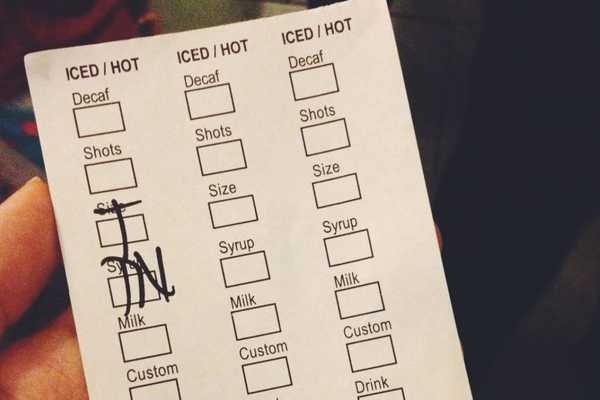 ICED / HOT
Decaf
Shots
Size
T
Syrup
IN
Milk
Custom
ICED / HOT
Decaf
Shots
Size
Syrup
Milk
Custom
ICED / HOT
Decaf
Shots
Size
Syrup
Milk
Custom
Drink